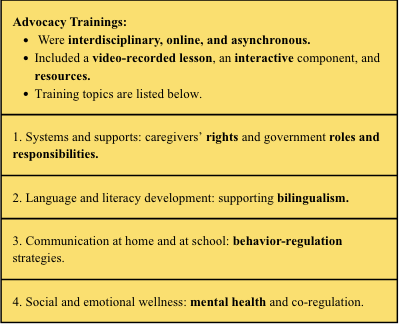 Advocacy Trainings:
• Were interdisciplinary, online, and asynchronous.
• Included a video-recorded lesson, an interactive component, and
resources.
• Training topics are listed below.
1. Systems and supports: caregivers’ rights and government roles and
responsibilities.
2. Language and literacy development: supporting bilingualism.
3. Communication at home and at school: behavior-regulation
strategies.
4. Social and emotional wellness: mental health and co-regulation.